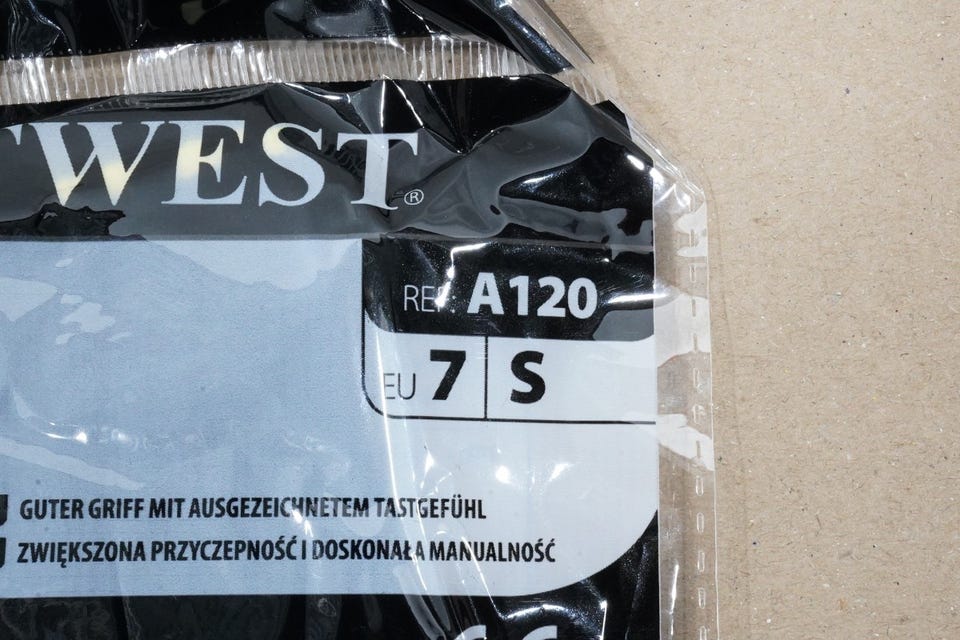 TWEST®
REF. A120
EU 7 S
GUTER GRIFF MIT AUSGEZEICHNETEM TASTGEFÜHL
ZWIĘKSZONA PRZYCZEPNOŚĆ I DOSKONAŁA MANUALNOŚĆ